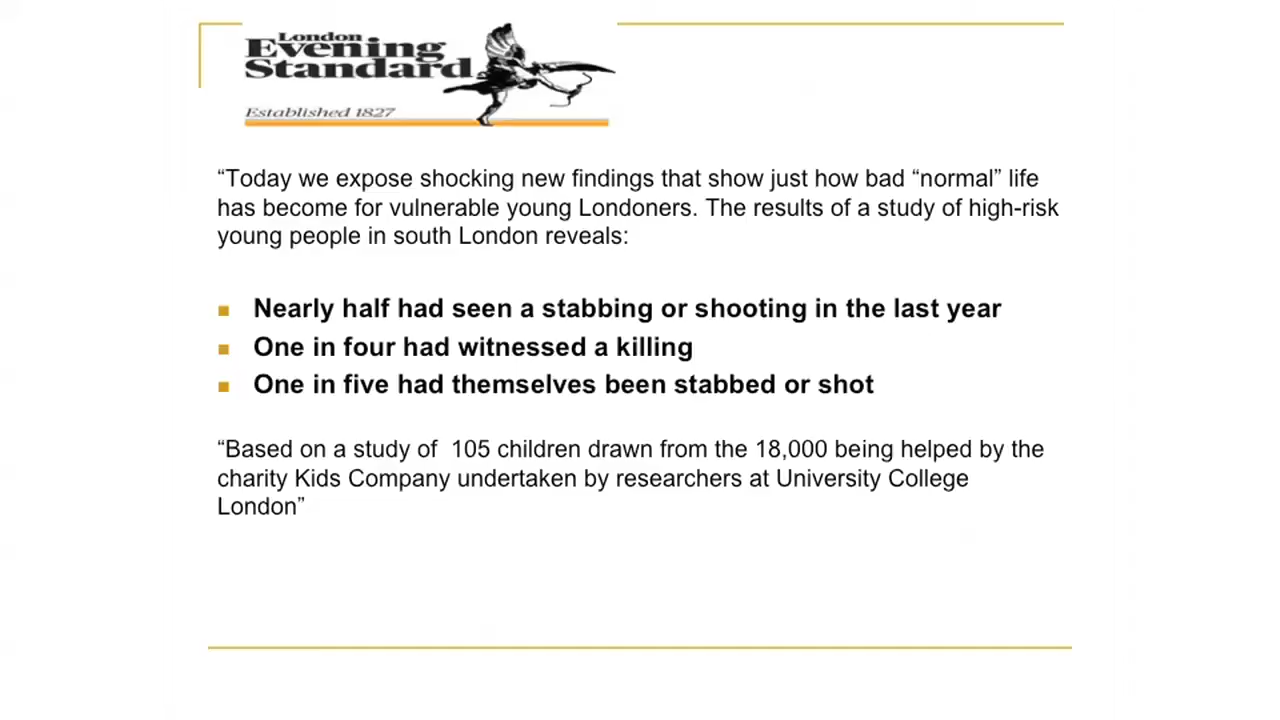 London
Evening
Standard
Established 1827
“Today we expose shocking new findings that show just how bad “normal” life
has become for vulnerable young Londoners. The results of a study of high-risk
young people in south London reveals:
Nearly half had seen a stabbing or shooting in the last year
One in four had witnessed a killing
One in five had themselves been stabbed or shot
“Based on a study of  105 children drawn from the 18,000 being helped by the
charity Kids Company undertaken by researchers at University College
London”